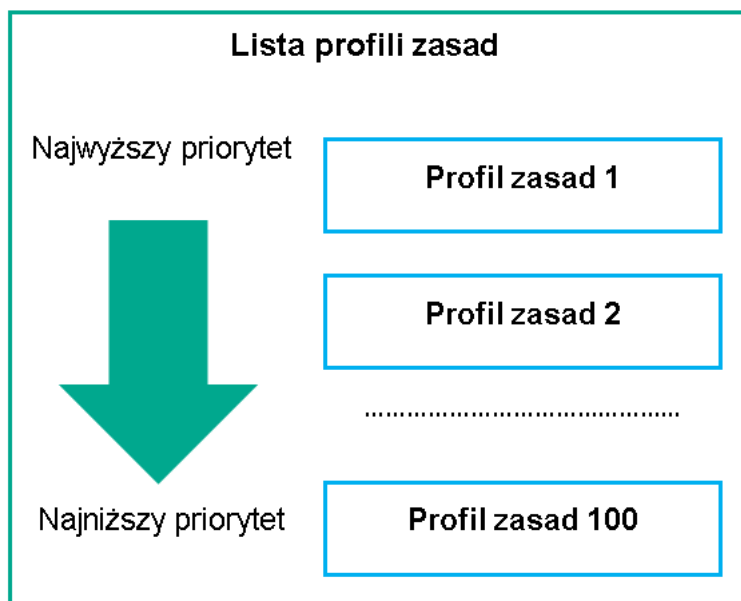 Lista profili zasad
Najwyższy priorytet
Profil zasad 1
Profil zasad 2
.............................................
Najniższy priorytet
Profil zasad 100